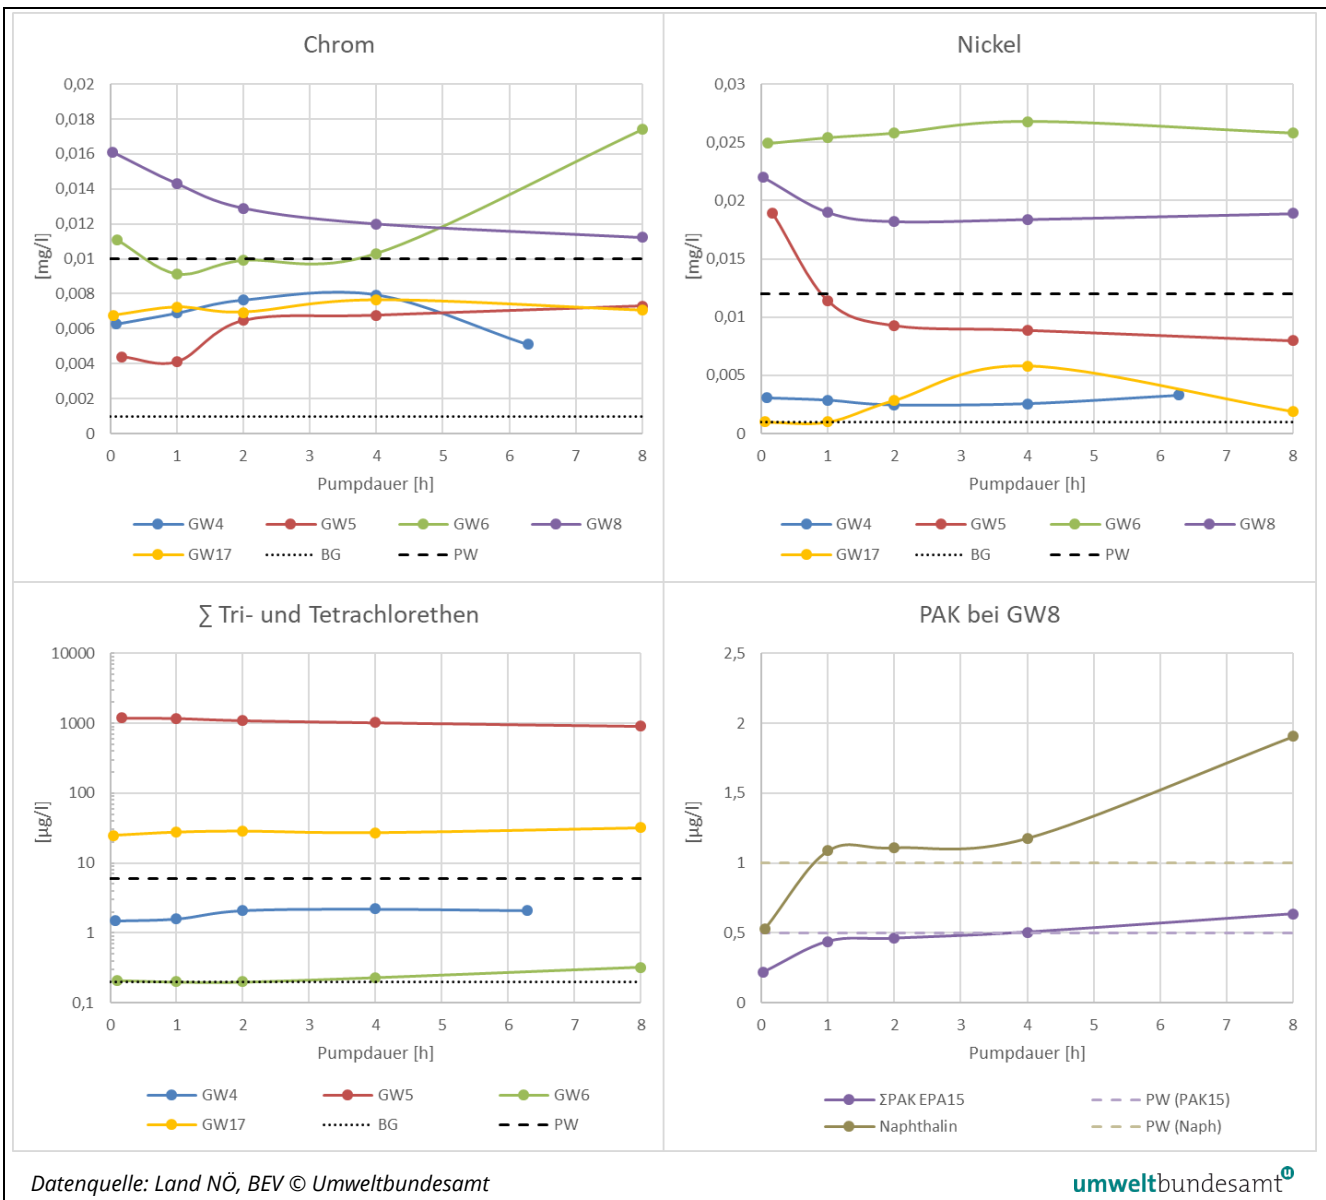 Chrom
0,02
0,018
0,016
0,014
0,012
0,01
0,008
0,006
0,004
0,002
0
[mg/l]
0 1 2 3 4 5 6 7 8
Pumpdauer [h]
GW4 GW5 GW6 GW8
GW17 BG PW
Nickel
0,03
0,025
0,02
0,015
0,01
0,005
0
[mg/l]
0 1 2 3 4 5 6 7 8
Pumpdauer [h]
GW4 GW5 GW6 GW8
GW17 BG PW
∑ Tri- und Tetrachlorethen
10000
1000
100
10
1
0,1
[µg/l]
0 1 2 3 4 5 6 7 8
Pumpdauer [h]
GW4 GW5 GW6
GW17 BG PW
PAK bei GW8
2,5
2
1,5
1
0,5
0
[µg/l]
0 1 2 3 4 5 6 7 8
Pumpdauer [h]
ΣPAK EPA15 PW (PAK15)
Naphthalin PW (Naph)
Datenquelle: Land NÖ, BEV © Umweltbundesamt
umweltbundesamt u